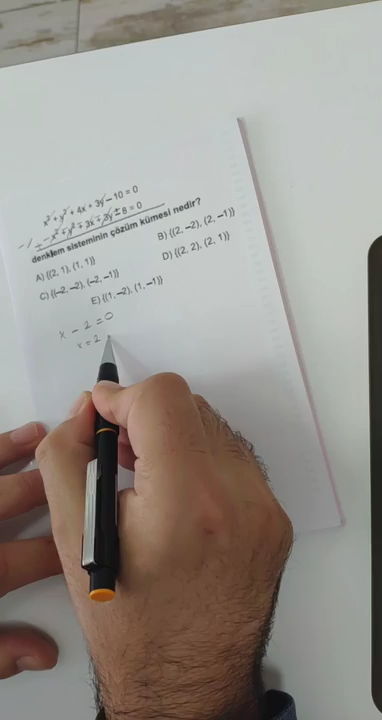 x² + y² + 4x + 3y – 10 = 0
-1 / + - x² + y² + 3x + 3y ± 8 = 0
denklem sisteminin çözüm kümesi nedir?
A) {(2, 1), (1, 1)}
B) {(2, –2), (2, –1)}
C) {(–2, –2), (–2, –1)}
D) {(2, 2), (2, 1)}
E) {(1, –2), (1, –1)}
x - 2 = 0
x = 2